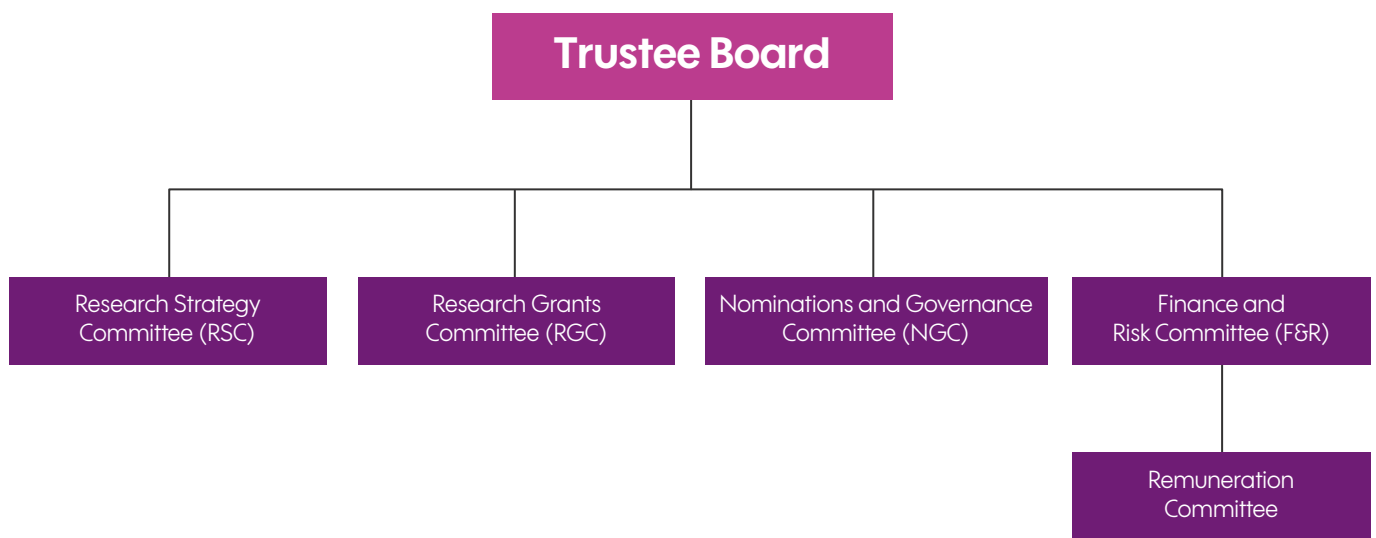 Trustee Board
Research Strategy
Committee (RSC)
Research Grants
Committee (RGC)
Nominations and Governance
Committee (NGC)
Finance and
Risk Committee (F&R)
Remuneration
Committee